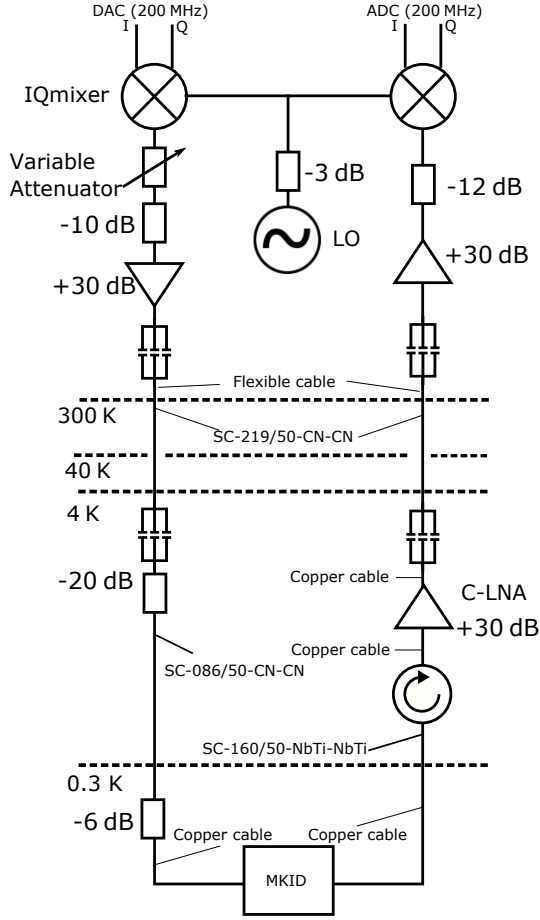 DAC (200 MHz)
ADC (200 MHz)
I
Q
I
Q
IQmixer
Variable
Attenuator
-3 dB
-12 dB
-10 dB
LO
+30 dB
+30 dB
Flexible cable
300 K
SC-219/50-CN-CN
40 K
4 K
-20 dB
Copper cable
C-LNA
+30 dB
Copper cable
SC-086/50-CN-CN
SC-160/50-NbTi-NbTi
0.3 K
-6 dB
Copper cable
Copper cable
MKID